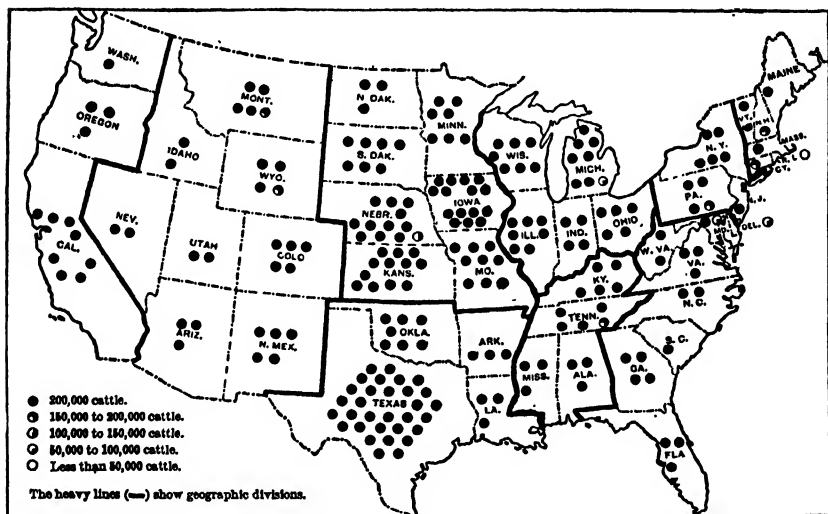 WASH.
MONT.
N. DAK.
MINN.
MAINE
OREGON
IDAHO
S. DAK.
WIS.
MICH.
VT.
N.H.
N. Y.
MASS.
R. I.
CT.
WYO.
NEBR.
IOWA
PA.
N. J.
NEV.
UTAH
COLO
CAL.
ILL.
IND.
OHIO
MD.
DEL.
W. VA.
VA.
KANS.
MO.
KY.
N. C.
TENN.
ARIZ.
N. MEX.
OKLA.
ARK.
S. C.
MISS.
ALA.
GA.
TEXAS
LA.
FLA
200,000 cattle.
150,000 to 200,000 cattle.
100,000 to 150,000 cattle.
50,000 to 100,000 cattle.
Less than 50,000 cattle.
The heavy lines (▬) show geographic divisions.